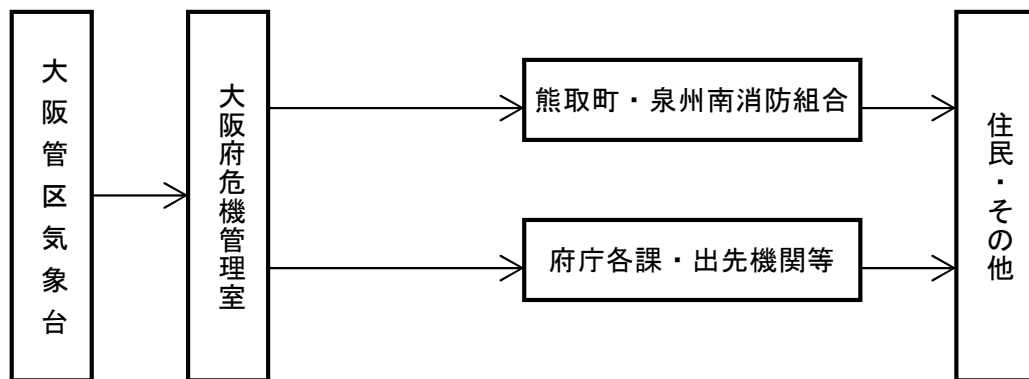 大阪管区気象台
大阪府危機管理室
熊取町・泉州南消防組合
府庁各課・出先機関等
住民・その他